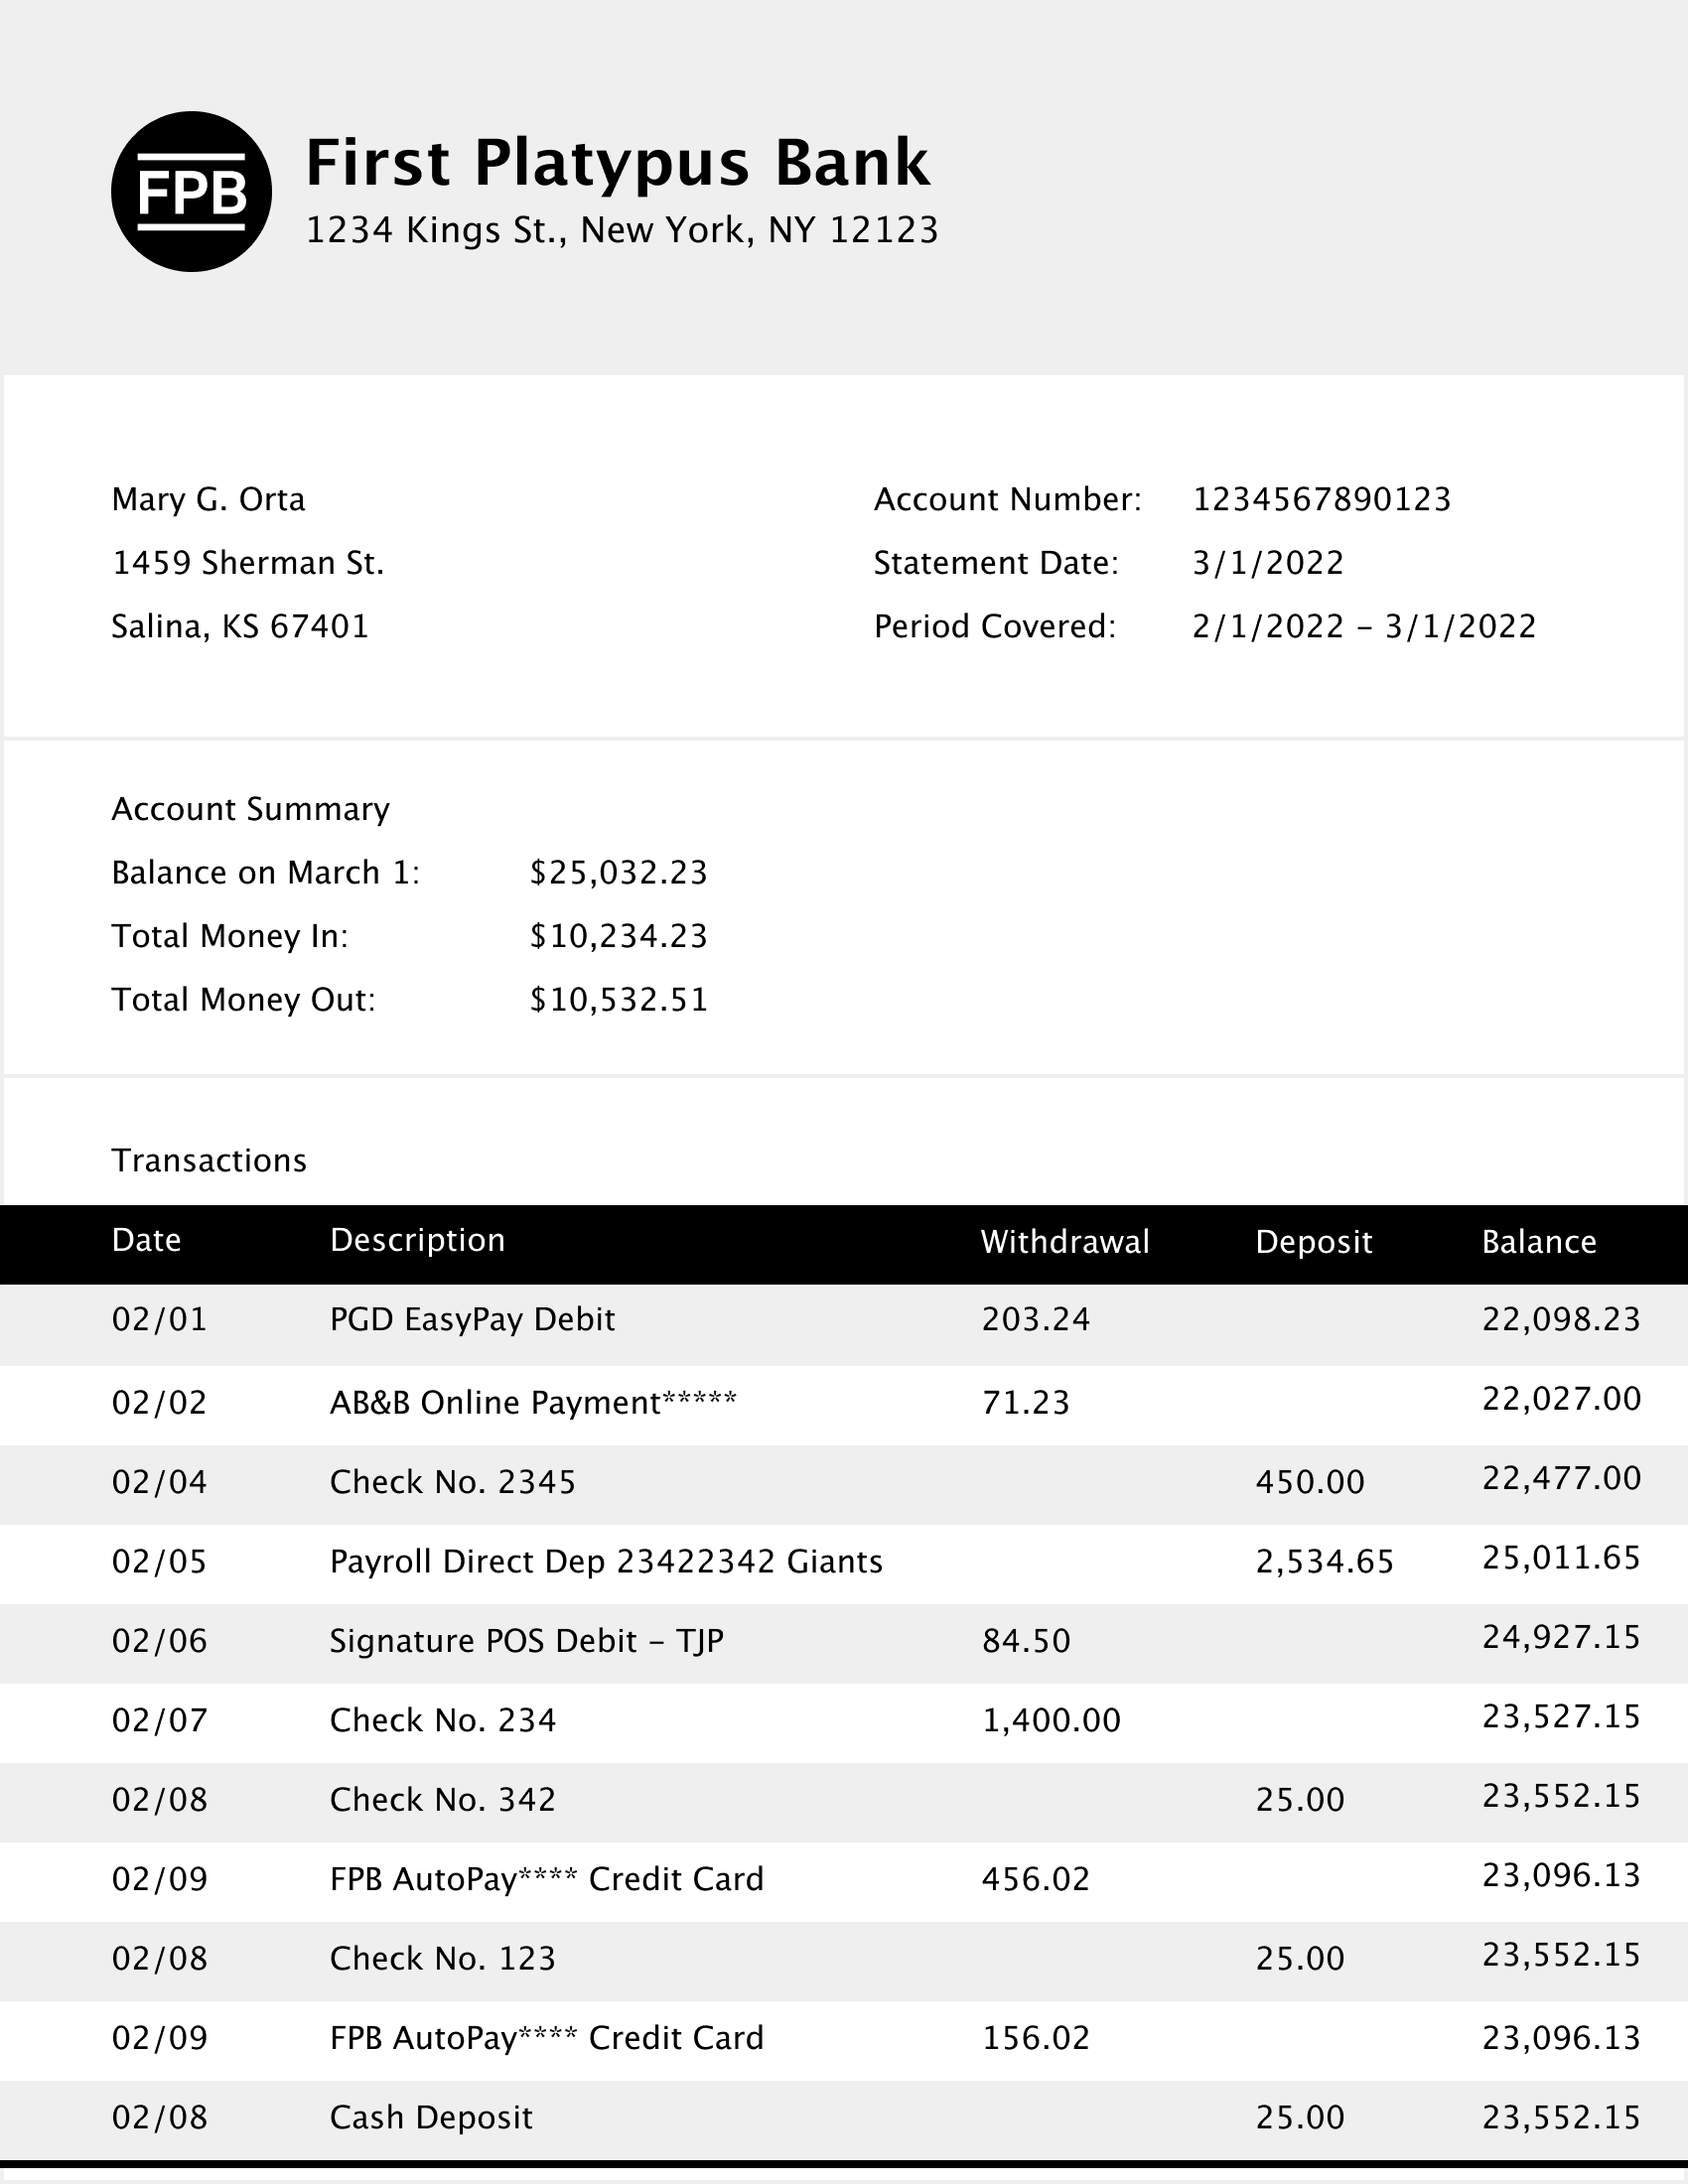 FPB
First Platypus Bank
1234 Kings St., New York, NY 12123
Mary G. Orta
1459 Sherman St.
Salina, KS 67401
Account Number: 1234567890123
Statement Date: 3/1/2022
Period Covered: 2/1/2022 – 3/1/2022
Account Summary
Balance on March 1: $25,032.23
Total Money In: $10,234.23
Total Money Out: $10,532.51
Transactions
Date Description Withdrawal Deposit Balance
02/01 PGD EasyPay Debit 203.24 22,098.23
02/02 AB&B Online Payment***** 71.23 22,027.00
02/04 Check No. 2345 450.00 22,477.00
02/05 Payroll Direct Dep 23422342 Giants 2,534.65 25,011.65
02/06 Signature POS Debit – TJP 84.50 24,927.15
02/07 Check No. 234 1,400.00 23,527.15
02/08 Check No. 342 25.00 23,552.15
02/09 FPB AutoPay**** Credit Card 456.02 23,096.13
02/08 Check No. 123 25.00 23,552.15
02/09 FPB AutoPay**** Credit Card 156.02 23,096.13
02/08 Cash Deposit 25.00 23,552.15